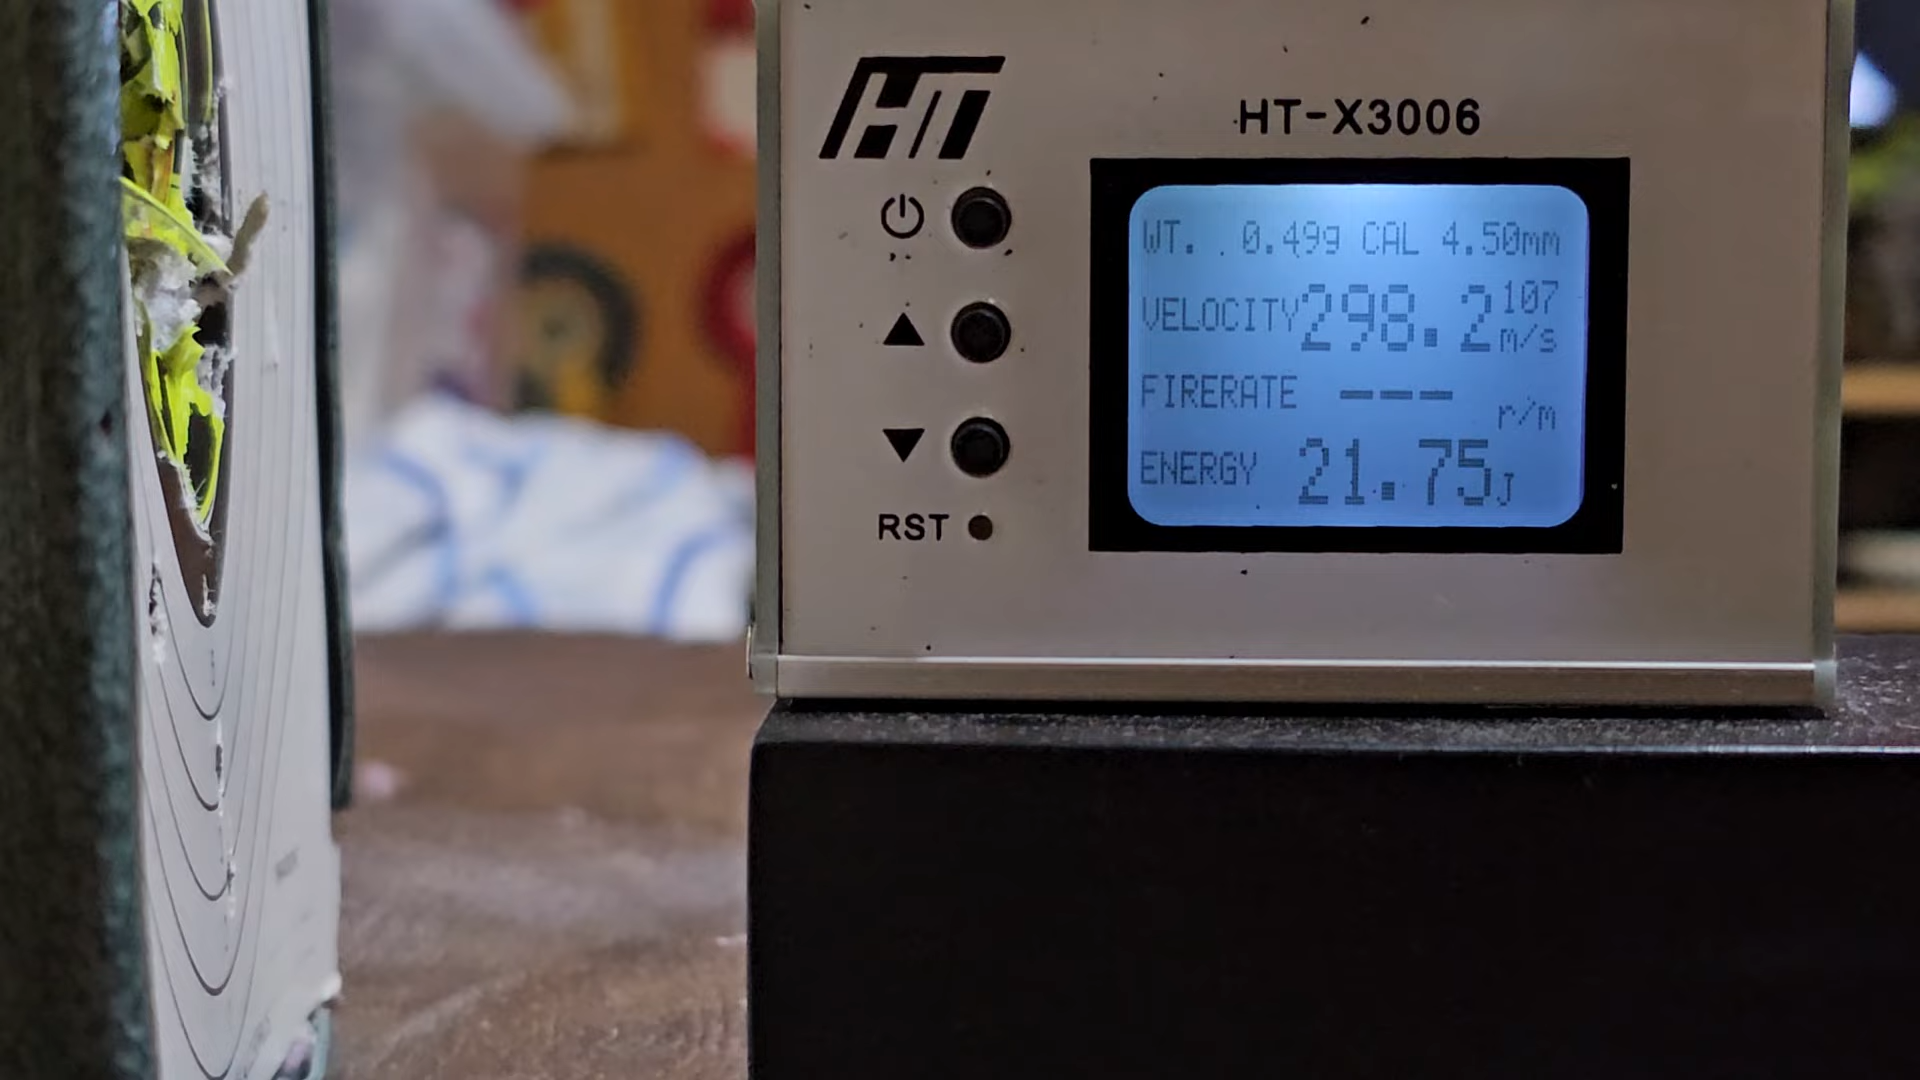 HT
HT-X3006
WT. 0.49g CAL 4.50mm
VELOCITY 298.2 107 m/s
FIRERATE --- r/m
ENERGY 21.75J
RST